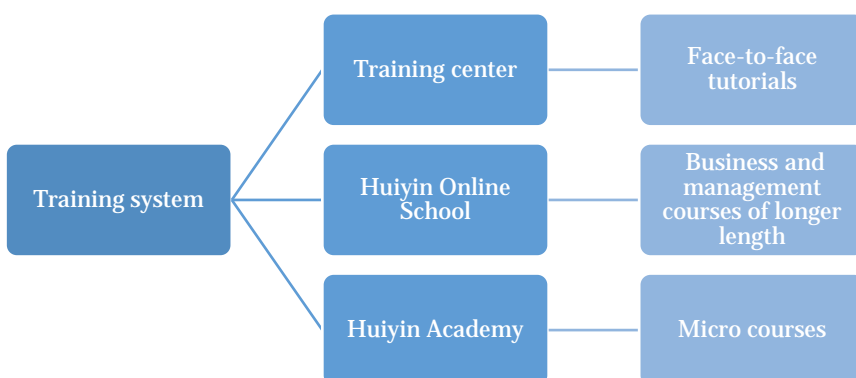 Training system
Training center
Face-to-face
tutorials
Huiyin Online
School
Business and
management
courses of longer
length
Huiyin Academy
Micro courses